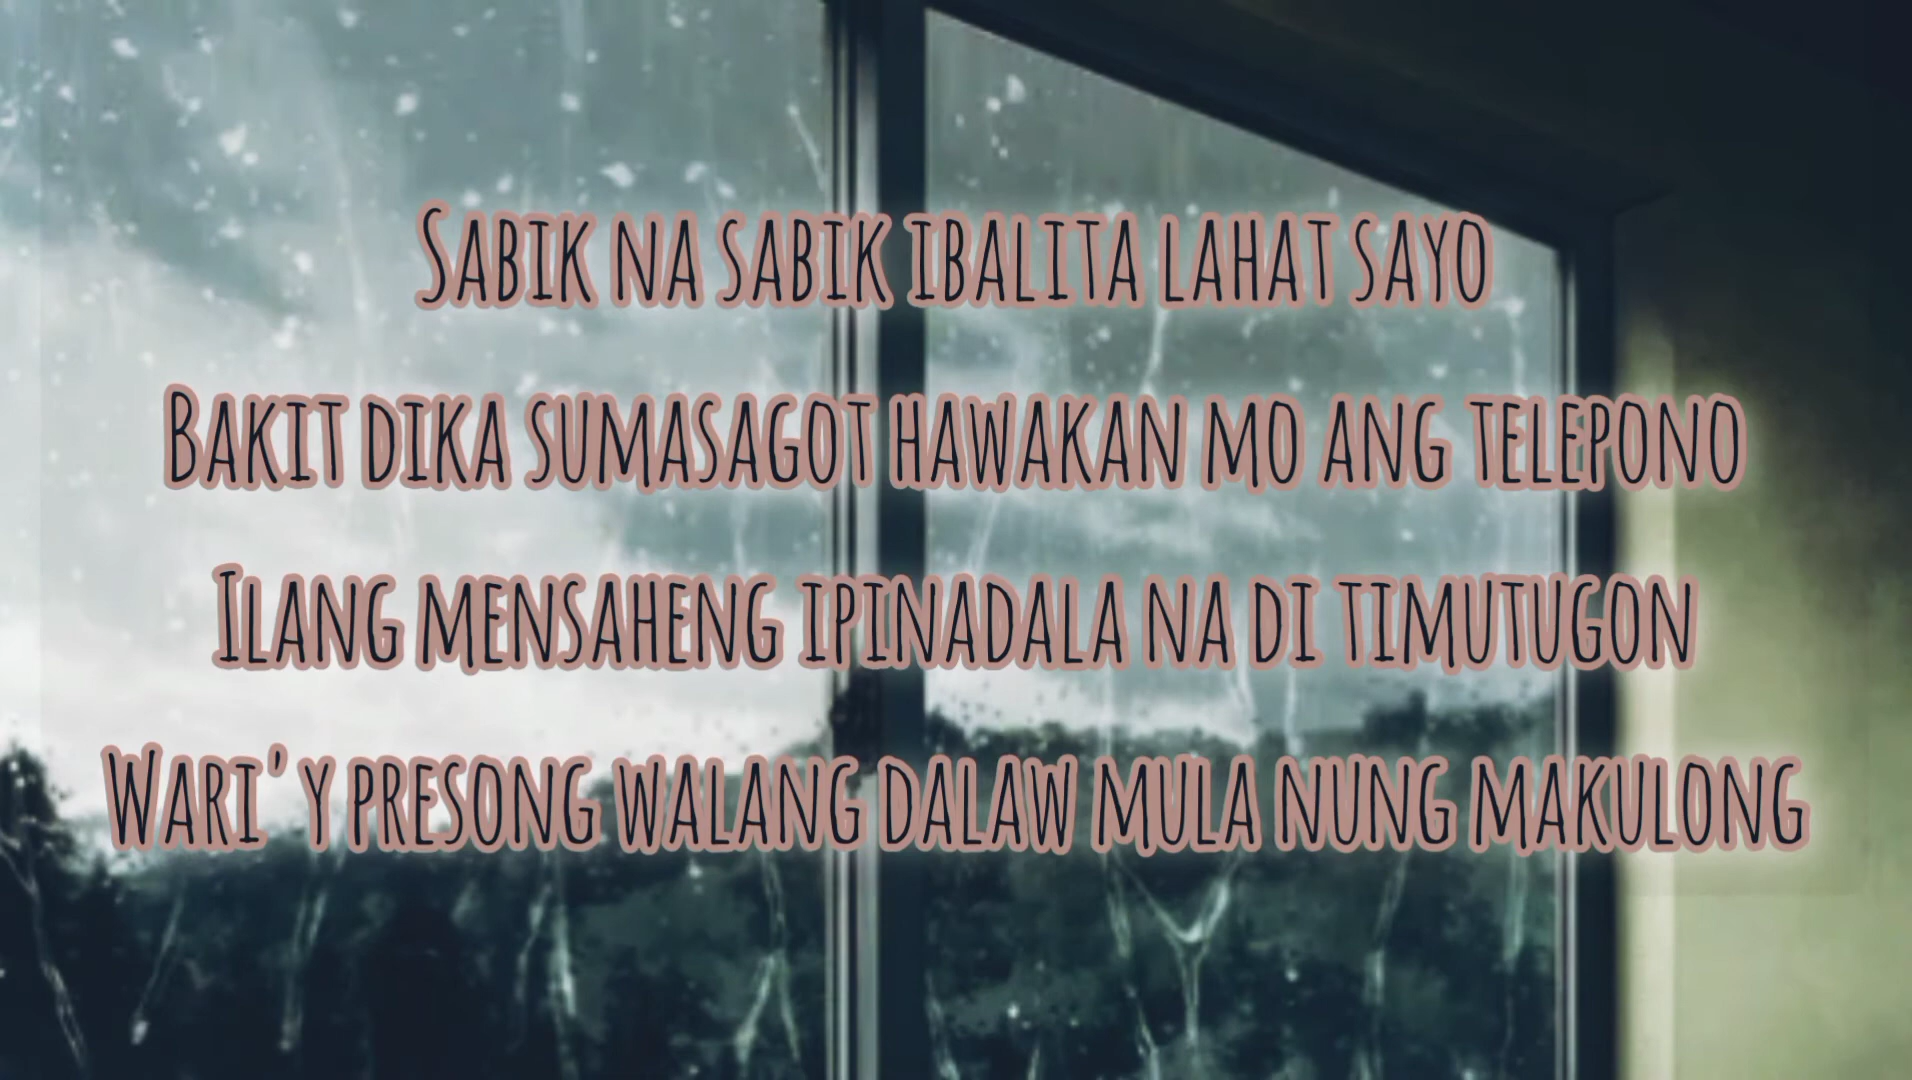 Sabik na sabik ibalita lahat sayo
Bakit dika sumasagot hawakan mo ang telepono
Ilang mensaheng ipinadala na di timutugon
Wari'y presong walang dalaw mula nung makulong